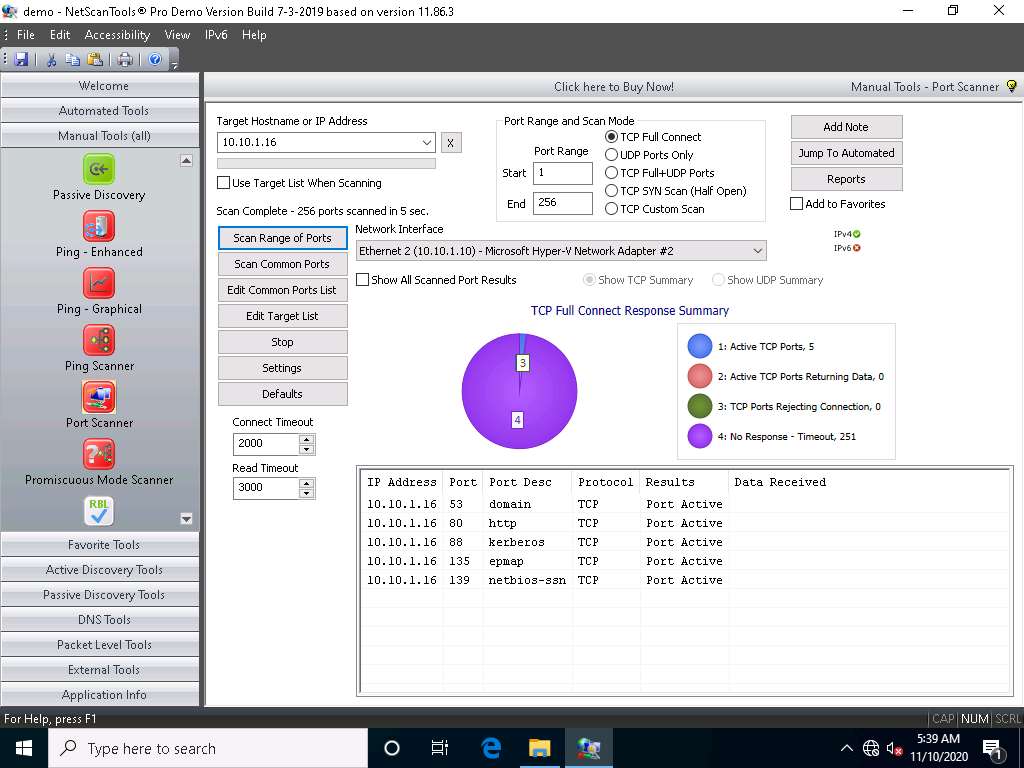 demo - NetScanTools® Pro Demo Version Build 7-3-2019 based on version 11.86.3
File Edit Accessibility View IPv6 Help
Welcome
Automated Tools
Manual Tools (all)
Passive Discovery
Ping - Enhanced
Ping - Graphical
Ping Scanner
Port Scanner
Promiscuous Mode Scanner
RBL
Favorite Tools
Active Discovery Tools
Passive Discovery Tools
DNS Tools
Packet Level Tools
External Tools
Application Info
Click here to Buy Now! Manual Tools - Port Scanner
Target Hostname or IP Address
10.10.1.16 X
Use Target List When Scanning
Scan Complete - 256 ports scanned in 5 sec.
Port Range and Scan Mode
Port Range
Start 1
End 256
TCP Full Connect
UDP Ports Only
TCP Full+UDP Ports
TCP SYN Scan (Half Open)
TCP Custom Scan
Add Note
Jump To Automated
Reports
Add to Favorites
IPv4
IPv6
Scan Range of Ports
Scan Common Ports
Edit Common Ports List
Edit Target List
Stop
Settings
Defaults
Connect Timeout
2000
Read Timeout
3000
Network Interface
Ethernet 2 (10.10.1.10) - Microsoft Hyper-V Network Adapter #2
Show All Scanned Port Results Show TCP Summary Show UDP Summary
TCP Full Connect Response Summary
3
4
1: Active TCP Ports, 5
2: Active TCP Ports Returning Data, 0
3: TCP Ports Rejecting Connection, 0
4: No Response - Timeout, 251
IP Address Port Port Desc Protocol Results Data Received
10.10.1.16 53 domain TCP Port Active
10.10.1.16 80 http TCP Port Active
10.10.1.16 88 kerberos TCP Port Active
10.10.1.16 135 epmap TCP Port Active
10.10.1.16 139 netbios-ssn TCP Port Active
For Help, press F1 CAP NUM SCRL
Type here to search
5:39 AM
11/10/2020
1